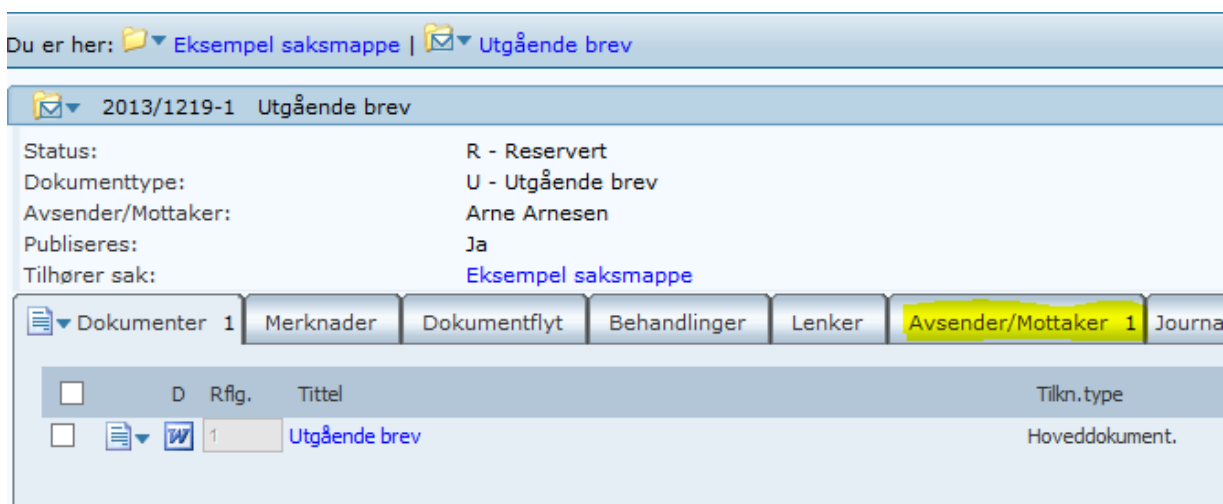 Du er her: Eksempel saksmappe | Utgående brev
2013/1219-1 Utgående brev
Status: R - Reservert
Dokumenttype: U - Utgående brev
Avsender/Mottaker: Arne Arnesen
Publiseres: Ja
Tilhører sak: Eksempel saksmappe
Dokumenter 1 Merknader Dokumentflyt Behandlinger Lenker Avsender/Mottaker 1 Journa
D Rflg. Tittel Tilkn.type
W 1 Utgående brev Hoveddokument.